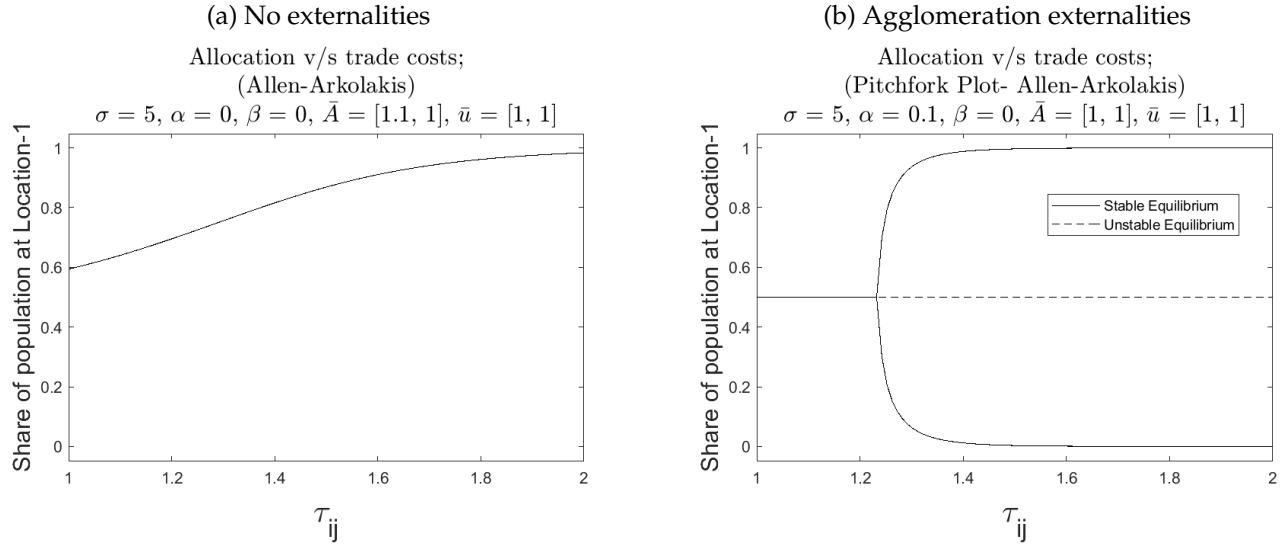 (a) No externalities
Allocation v/s trade costs;
(Allen-Arkolakis)
σ = 5, α = 0, β = 0, Ā = [1.1, 1], ū = [1, 1]
Share of population at Location-1
1
0.8
0.6
0.4
0.2
0
1
1.2
1.4
1.6
1.8
2
τij
(b) Agglomeration externalities
Allocation v/s trade costs;
(Pitchfork Plot- Allen-Arkolakis)
σ = 5, α = 0.1, β = 0, Ā = [1, 1], ū = [1, 1]
Share of population at Location-1
1
0.8
0.6
0.4
0.2
0
Stable Equilibrium
Unstable Equilibrium
1
1.2
1.4
1.6
1.8
2
τij